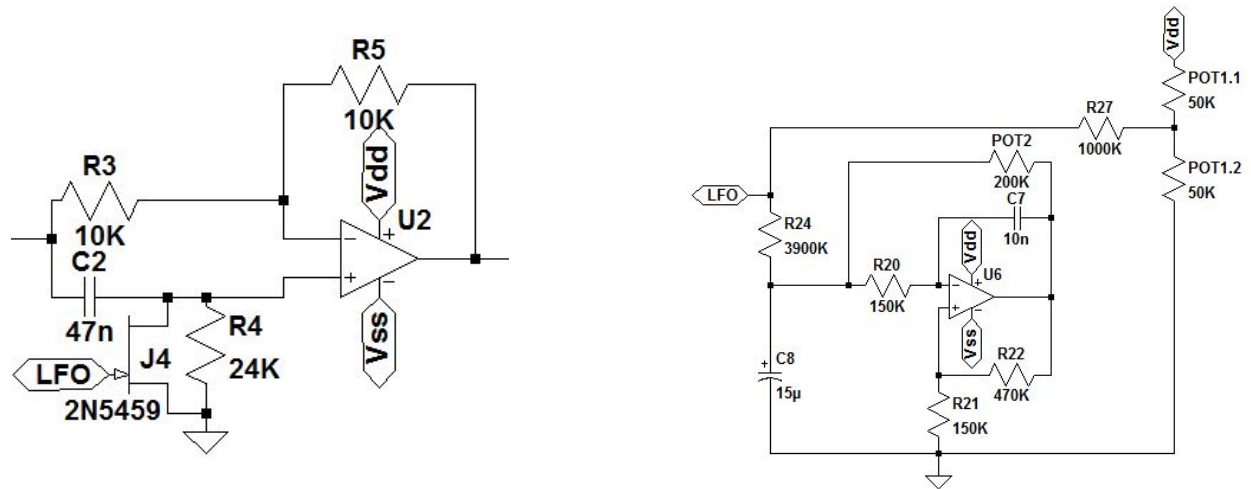 R5
10K
Vdd
R3
10K
U2
C2
47n
R4
24K
J4
LFO
2N5459
Vss
Vdd
POT1.1
50K
R27
1000K
POT1.2
50K
POT2
200K
LFO
R24
3900K
C7
10n
R20
150K
Vdd
U6
Vss
C8
15µ
R22
470K
R21
150K